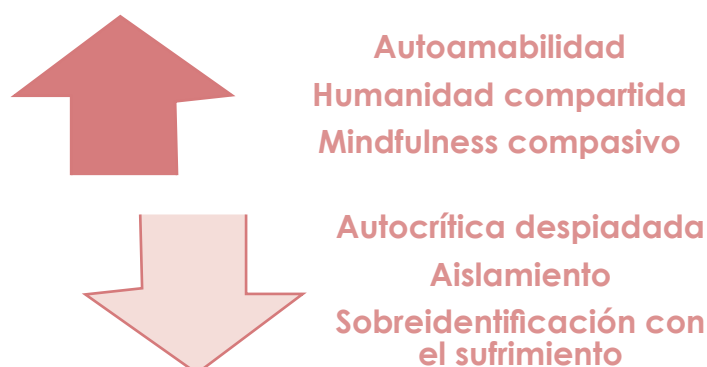 Autoamabilidad
Humanidad compartida
Mindfulness compasivo
Autocrítica despiadada
Aislamiento
Sobreidentificación con
el sufrimiento